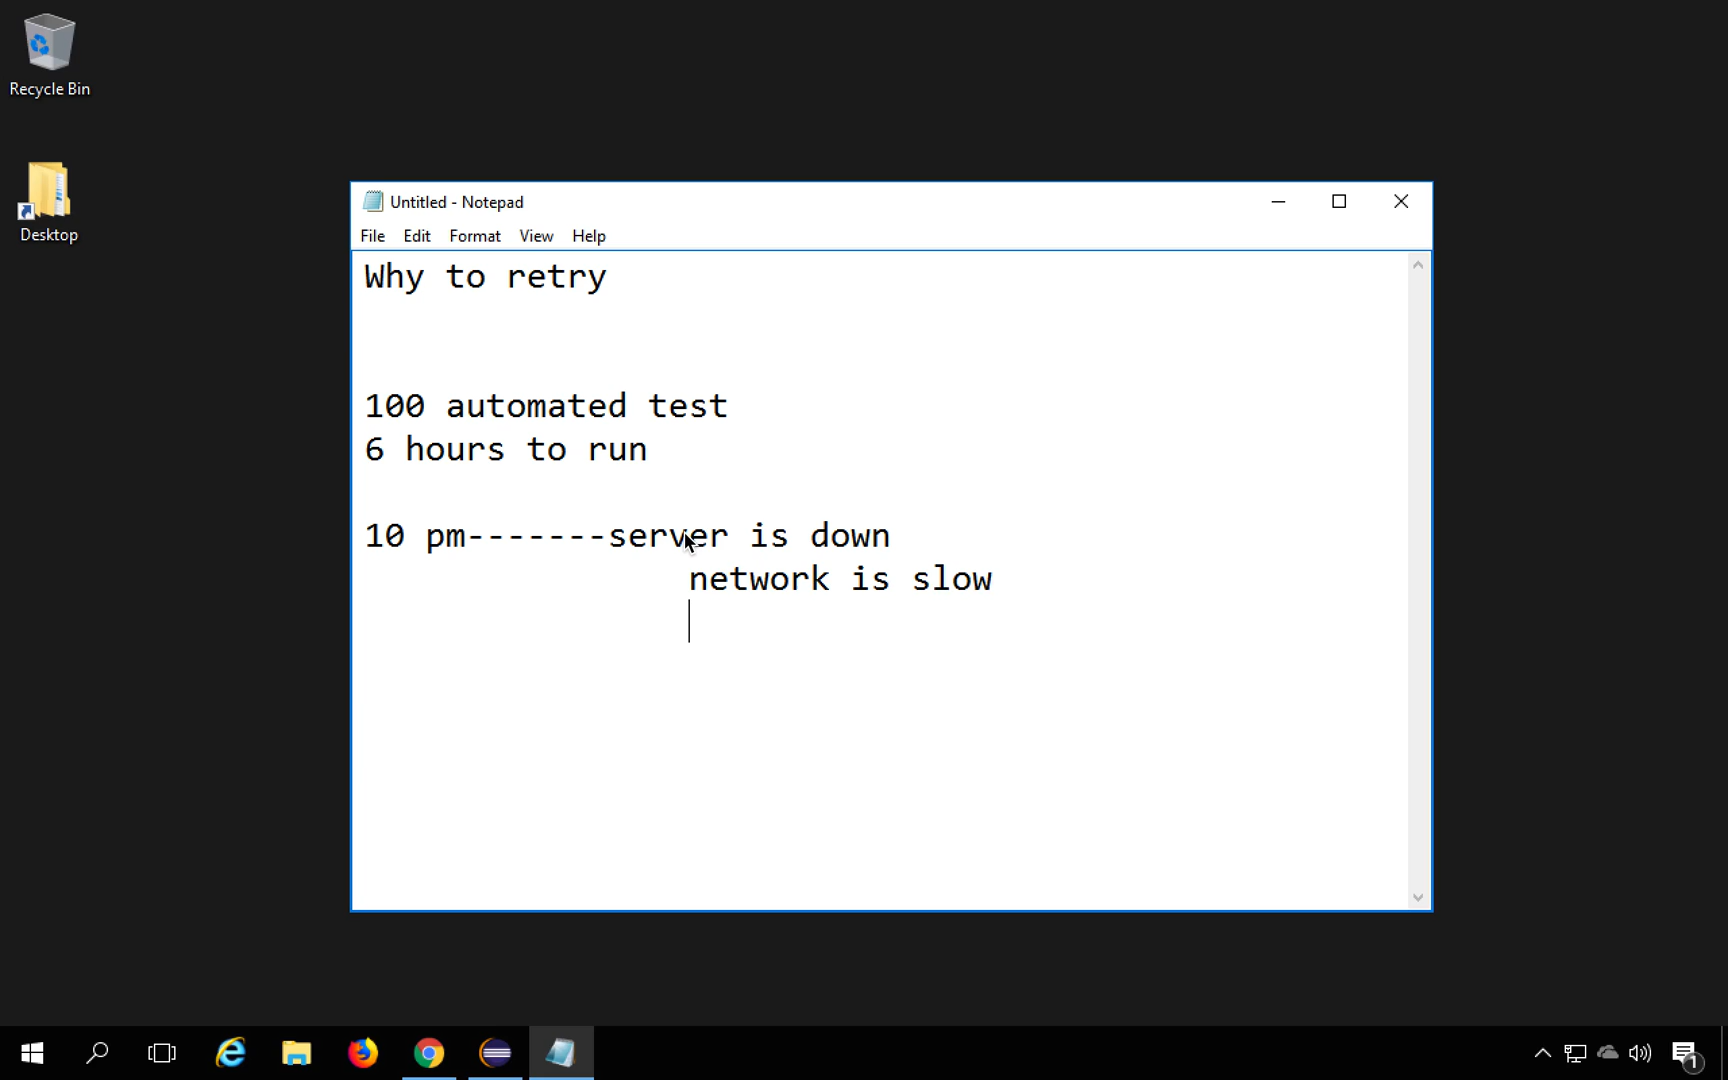 Recycle Bin
Desktop
Untitled - Notepad
File Edit Format View Help
Why to retry
100 automated test
6 hours to run
10 pm-------server is down
network is slow
1